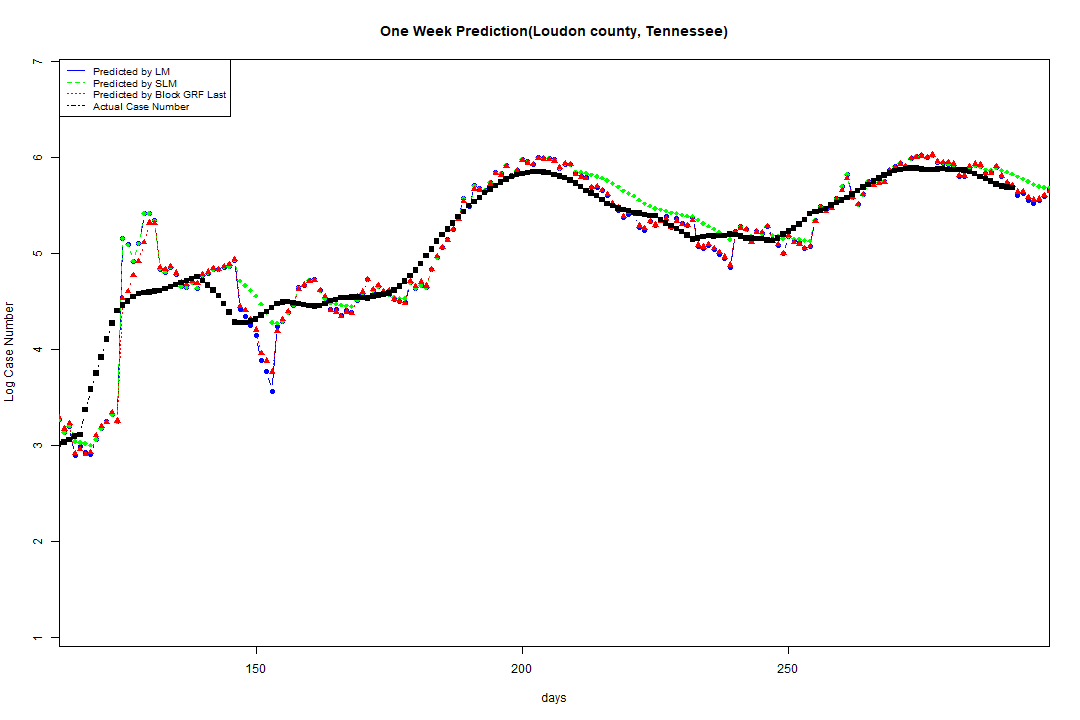 One Week Prediction(Loudon county, Tennessee)
Predicted by LM
Predicted by SLM
Predicted by Block GRF Last
Actual Case Number
7
6
5
4
3
2
1
Log Case Number
150
200
250
days